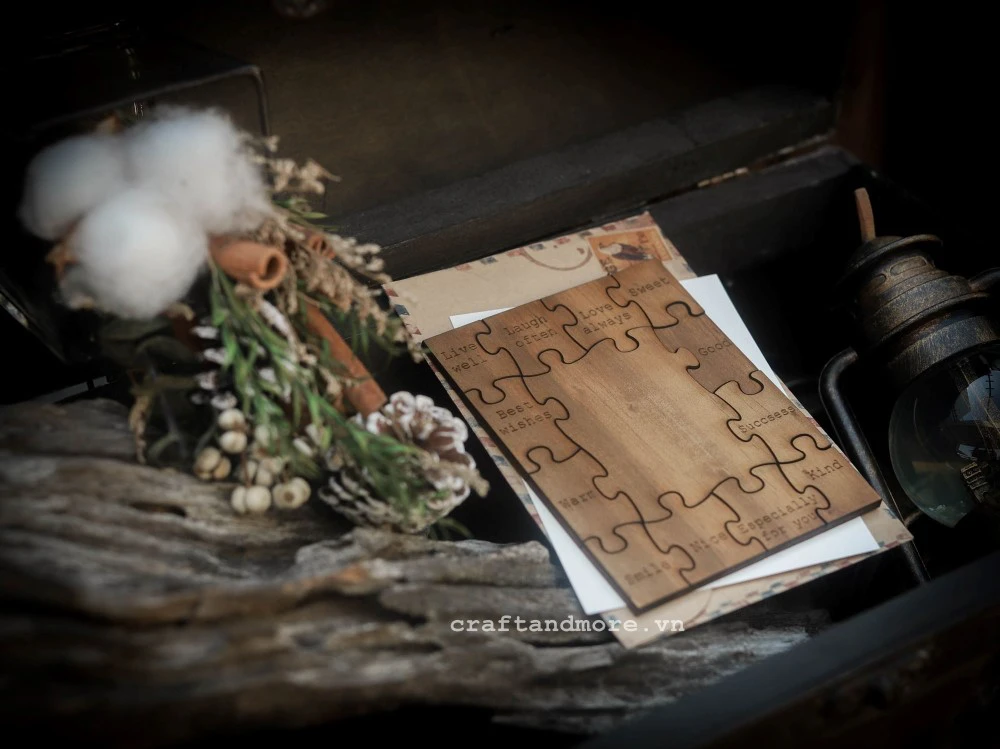 Live
well
Laugh
often
Love
always
Sweet
Good
Best
wishes
Success
Warm
Kind
Smile
Nice
Especially
for you
craftandmore.vn